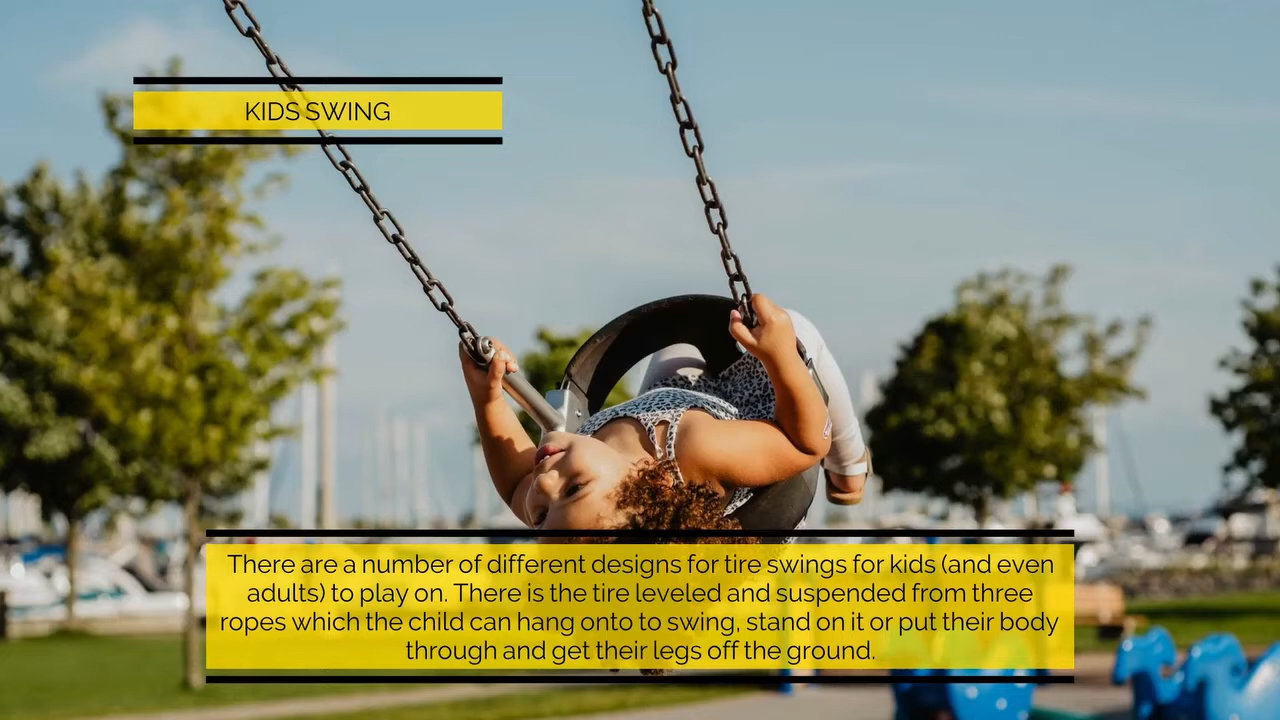 KIDS SWING
There are a number of different designs for tire swings for kids (and even
adults) to play on. There is the tire leveled and suspended from three
ropes which the child can hang onto to swing, stand on it or put their body
through and get their legs off the ground.